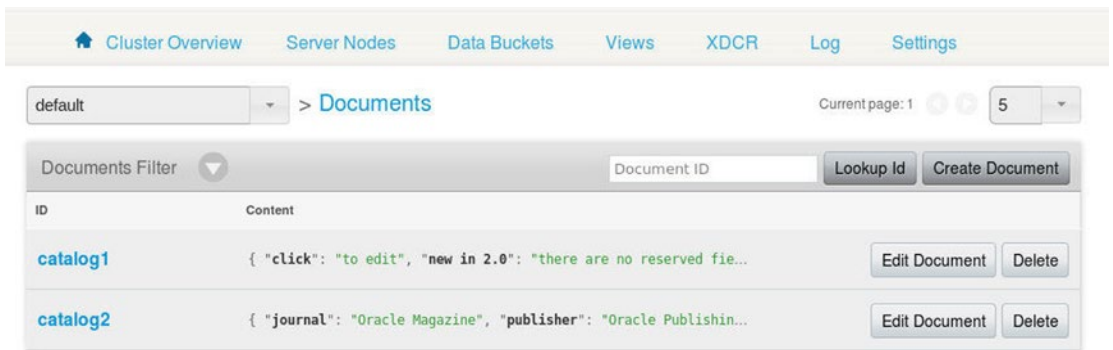 Cluster Overview Server Nodes Data Buckets Views XDCR Log Settings
default > Documents Current page: 1 5
Documents Filter Document ID Lookup Id Create Document
ID Content
catalog1 { "click": "to edit", "new in 2.0": "there are no reserved fie... Edit Document Delete
catalog2 { "journal": "Oracle Magazine", "publisher": "Oracle Publishin... Edit Document Delete